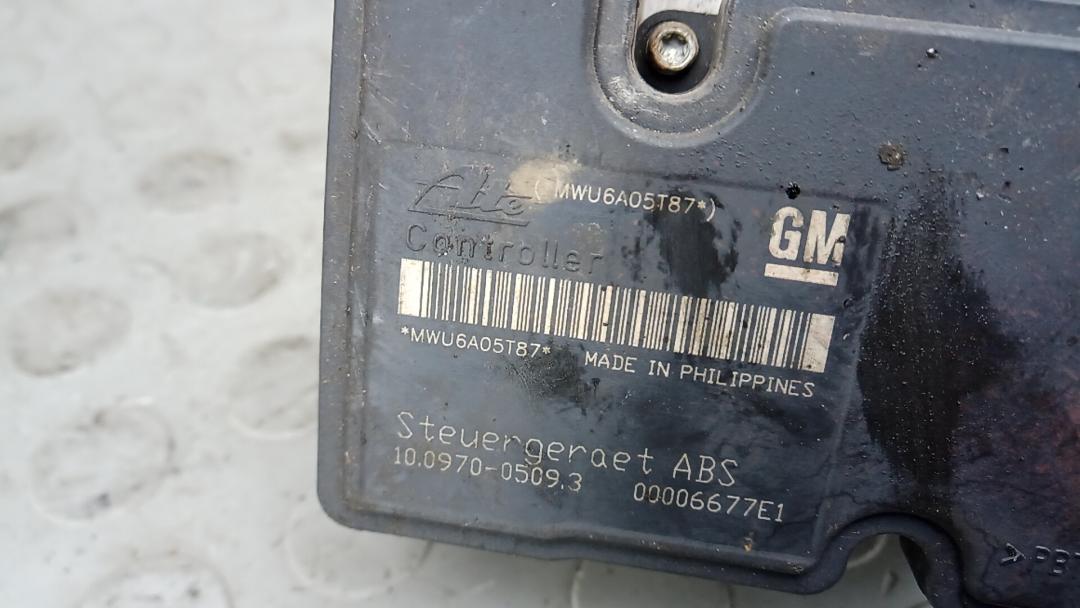 Ate (*MWU6A05T87*)
Controller
GM
*MWU6A05T87* MADE IN PHILIPPINES
Steuergeraet ABS
10.0970-0509.3 00006677E1